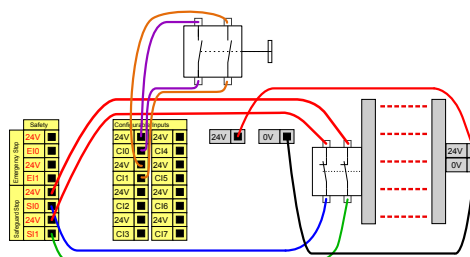 Safety
Emergency Stop
24V
EI0
24V
EI1
Safeguard Stop
24V
SI0
24V
SI1
Configurable Inputs
24V 24V
CI0 CI4
24V 24V
CI1 CI5
24V 24V
CI2 CI6
24V 24V
CI3 CI7
24V 0V
24V
0V